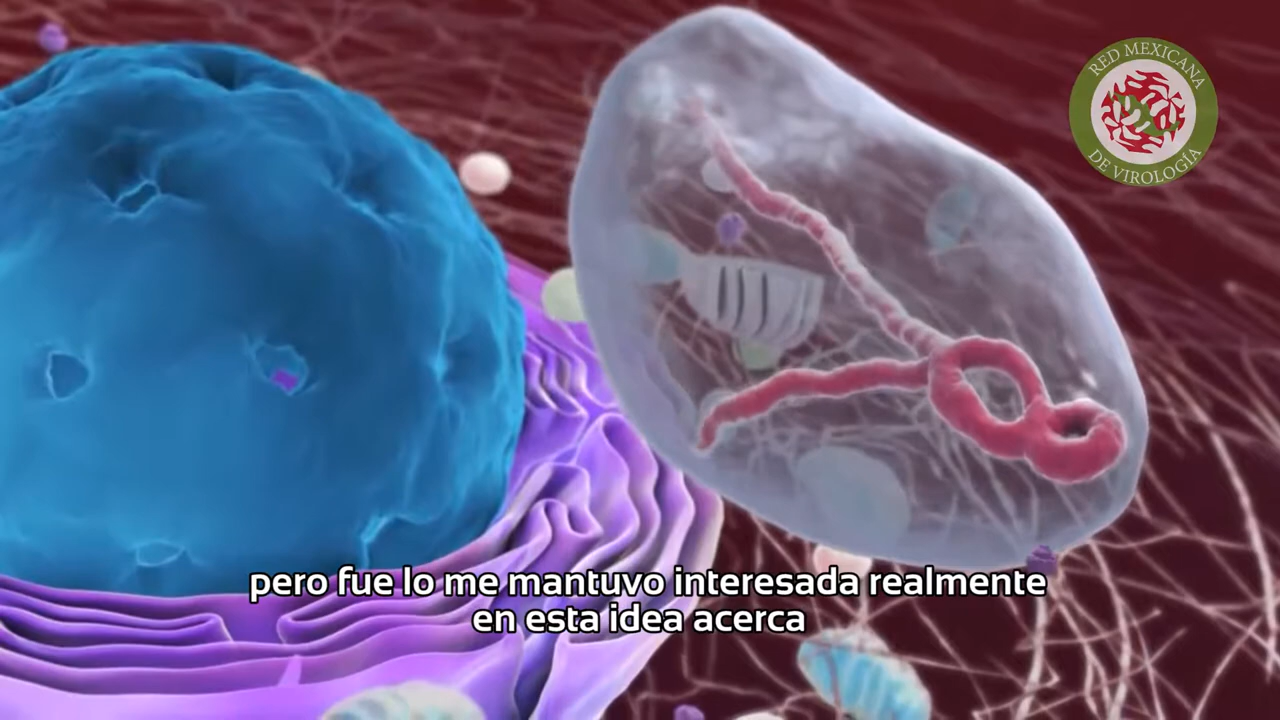 RED MEXICANA
DE VIROLOGÍA
pero fue lo me mantuvo interesada realmente
en esta idea acerca